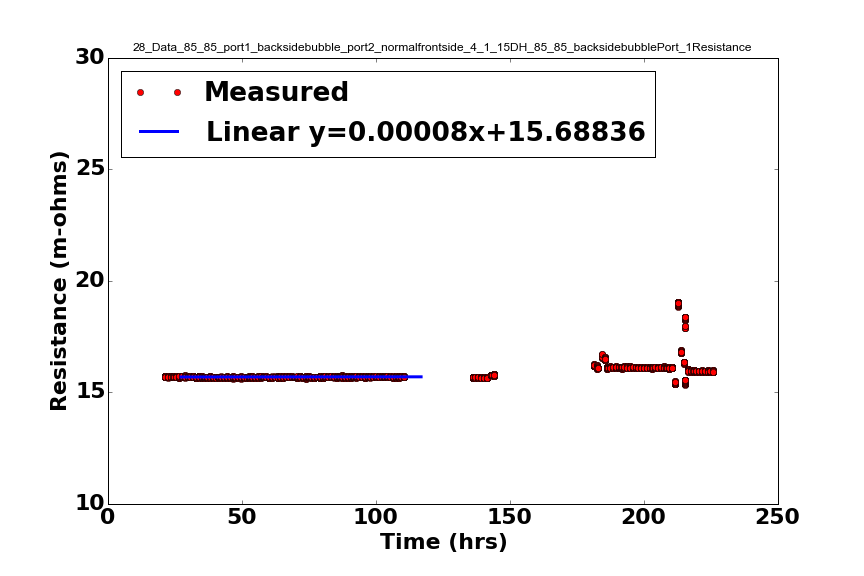 28_Data_85_85_port1_backsidebubble_port2_normalfrontside_4_1_15DH_85_85_backsidebubblePort_1Resistance
Measured
Linear y=0.00008x+15.68836
Resistance (m-ohms)
30
25
20
15
10
0 50 100 150 200 250
Time (hrs)